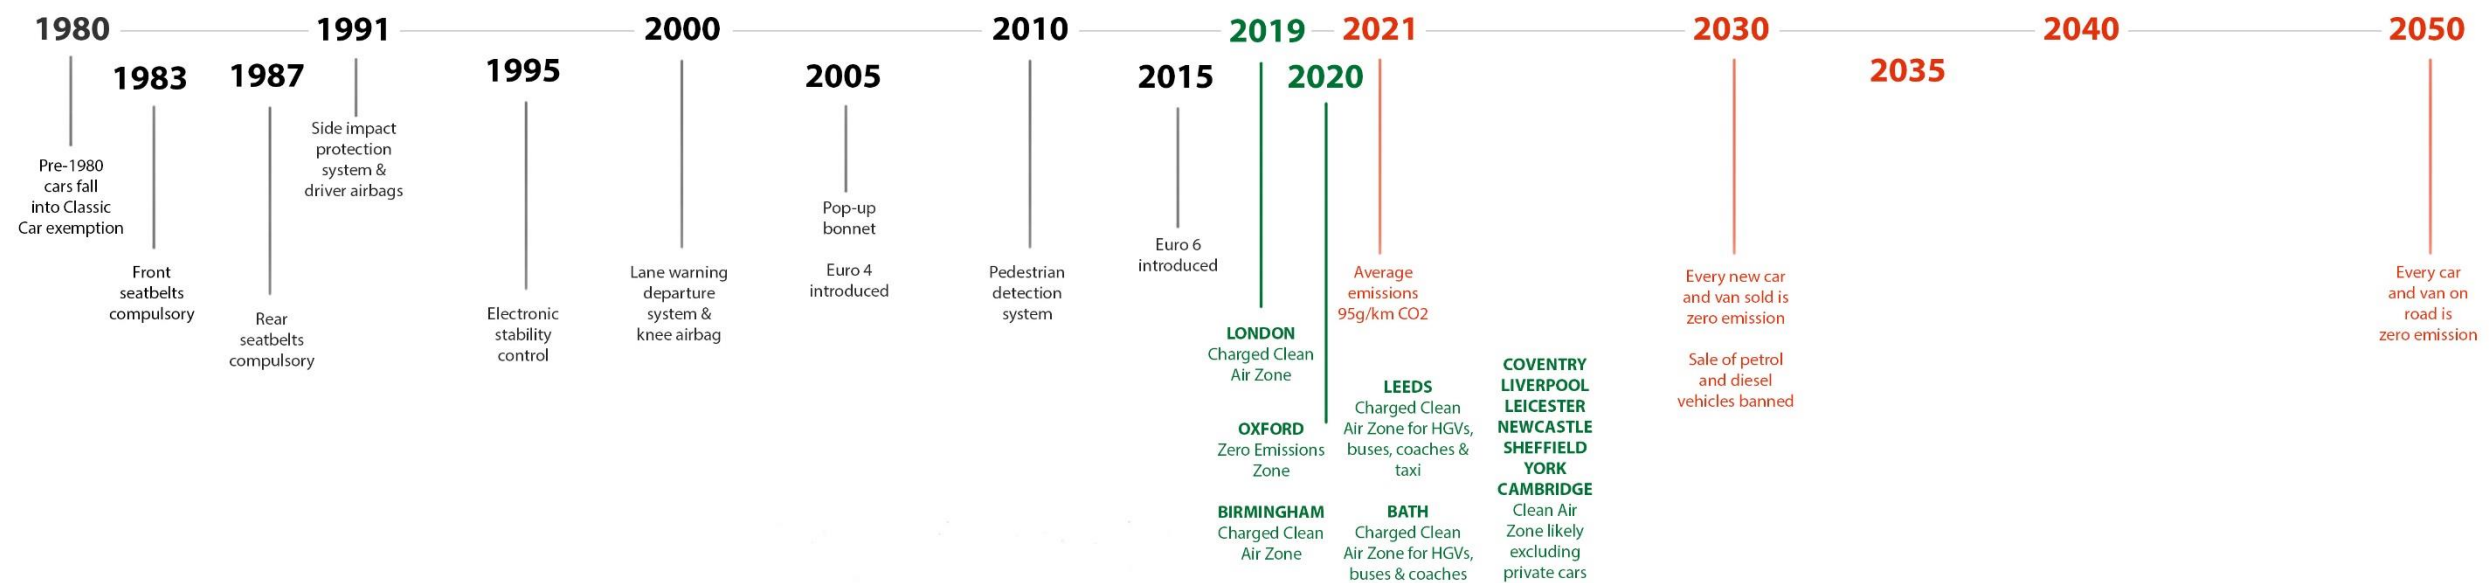 1980
1991
2000
2010
2019
2021
2030
2040
2050
1983
1987
1995
2005
2015
2020
2035
Pre-1980
cars fall
into Classic
Car exemption
Front
seatbelts
compulsory
Rear
seatbelts
compulsory
Side impact
protection
system &
driver airbags
Electronic
stability
control
Lane warning
departure
system &
knee airbag
Pop-up
bonnet
Euro 4
introduced
Pedestrian
detection
system
Euro 6
introduced
LONDON
Charged Clean
Air Zone
OXFORD
Zero Emissions
Zone
BIRMINGHAM
Charged Clean
Air Zone
Average
emissions
95g/km CO2
LEEDS
Charged Clean
Air Zone for HGVs,
buses, coaches &
taxi
BATH
Charged Clean
Air Zone for HGVs,
buses & coaches
COVENTRY
LIVERPOOL
LEICESTER
NEWCASTLE
SHEFFIELD
YORK
CAMBRIDGE
Clean Air
Zone likely
excluding
private cars
Every new car
and van sold is
zero emission
Sale of petrol
and diesel
vehicles banned
Every car
and van on
road is
zero emission